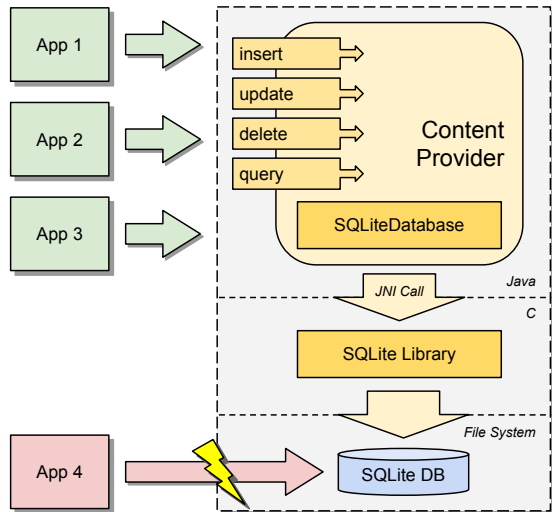 App 1
insert
update
App 2
delete
query
Content
Provider
App 3
SQLiteDatabase
JNI Call
Java
C
SQLite Library
File System
App 4
SQLite DB